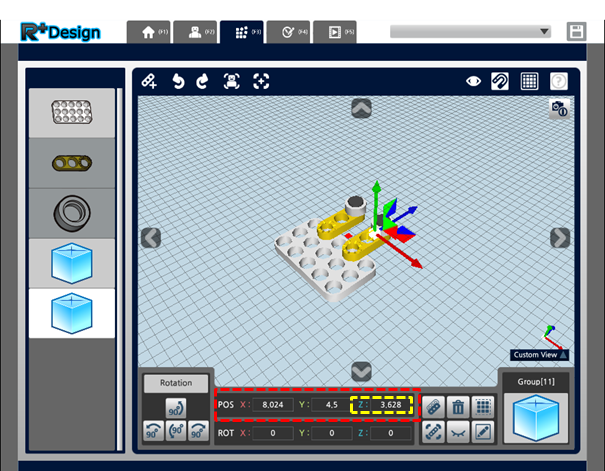 R+Design (F1) (F2) (F3) (F4) (F5)
Custom View
Rotation
Group[11]
90°
90° 90° 90°
POS X: 8,024 Y: 4.5 Z: 3,628
ROT X: 0 Y: 0 Z: 0